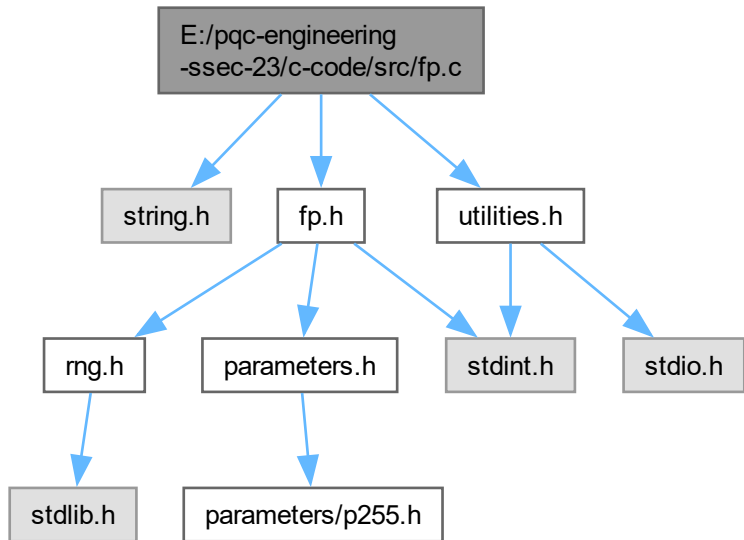 E:/pqc-engineering
-ssec-23/c-code/src/fp.c
string.h
fp.h
utilities.h
rng.h
parameters.h
stdint.h
stdio.h
stdlib.h
parameters/p255.h